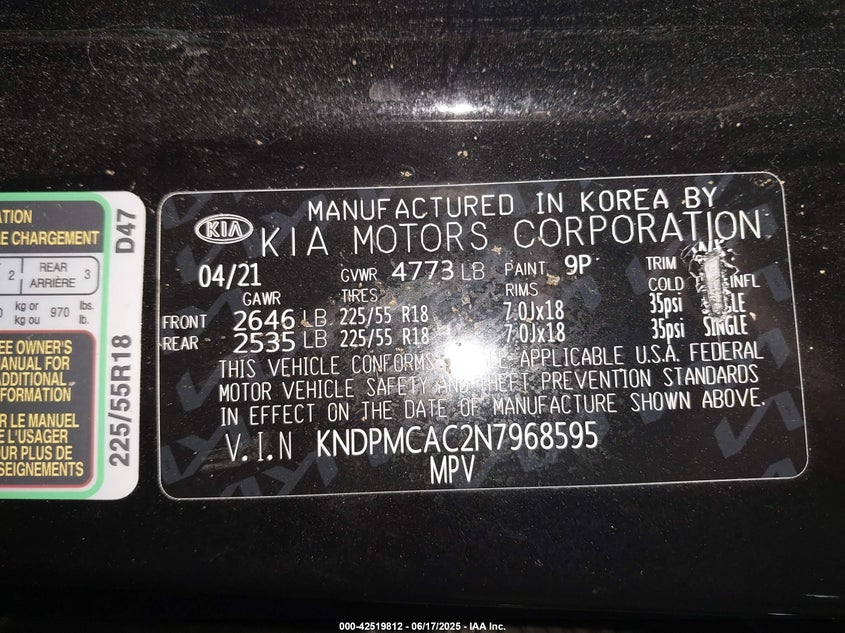 ATION
E CHARGEMENT
2 REAR ARRIÈRE 3
0 kg or kg ou 970 lbs. lb.
EE OWNER'S
MANUAL FOR
ADDITIONAL
NFORMATION
R LE MANUEL
L'USAGER
OUR PLUS DE
SEIGNEMENTS
225/55R18 D47
KIA
MANUFACTURED IN KOREA BY
KIA MOTORS CORPORATION
04/21 GVWR 4773 LB PAINT 9P TRIM
GAWR TIRES RIMS COLD INFL
FRONT 2646 LB 225/55 R18 7.0Jx18 35psi
REAR 2535 LB 225/55 R18 7.0Jx18 35psi SINGLE
THIS VEHICLE CONFORMS APPLICABLE U.S.A. FEDERAL
MOTOR VEHICLE SAFETY AND THEFT PREVENTION STANDARDS
IN EFFECT ON THE DATE OF MANUFACTURE SHOWN ABOVE.
V.I.N KNDPMCAC2N7968595
MPV
000-42519812 - 06/17/2025 - IAA Inc.